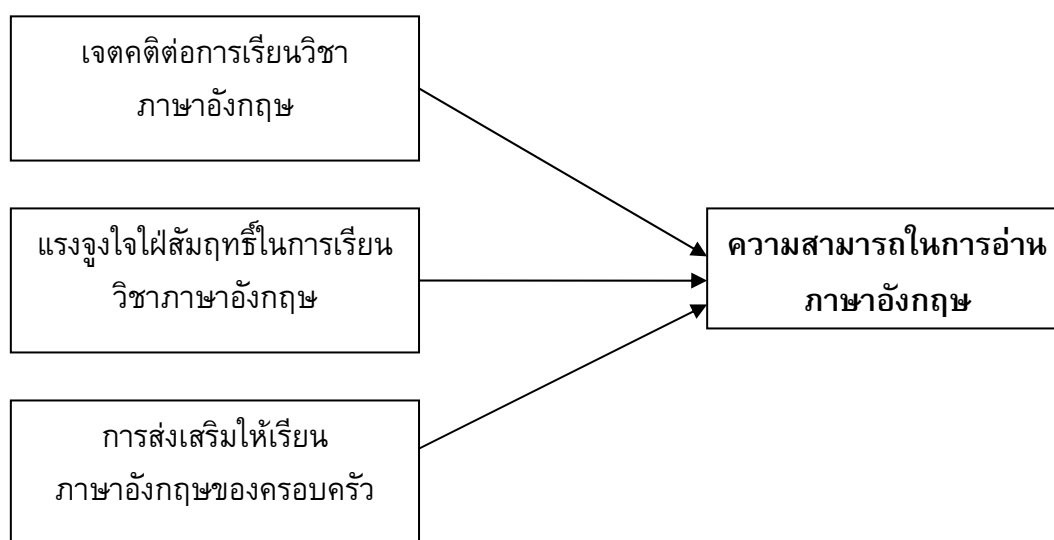 เจตคติต่อการเรียนวิชา
ภาษาอังกฤษ
แรงจูงใจใฝ่สัมฤทธิ์ในการเรียน
วิชาภาษาอังกฤษ
ความสามารถในการอ่าน
ภาษาอังกฤษ
การส่งเสริมให้เรียน
ภาษาอังกฤษของครอบครัว